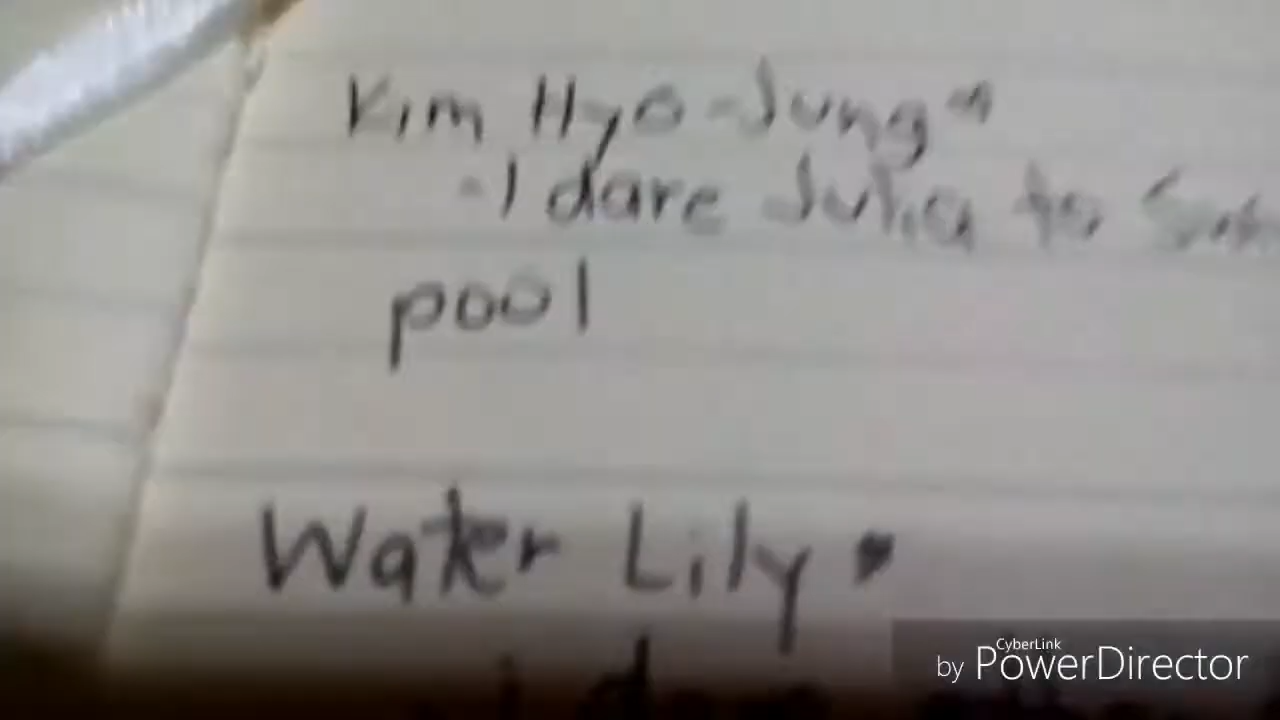 Kim Hyo-Jung
-I dare Julia to
pool
Water Lily
CyberLink
by PowerDirector